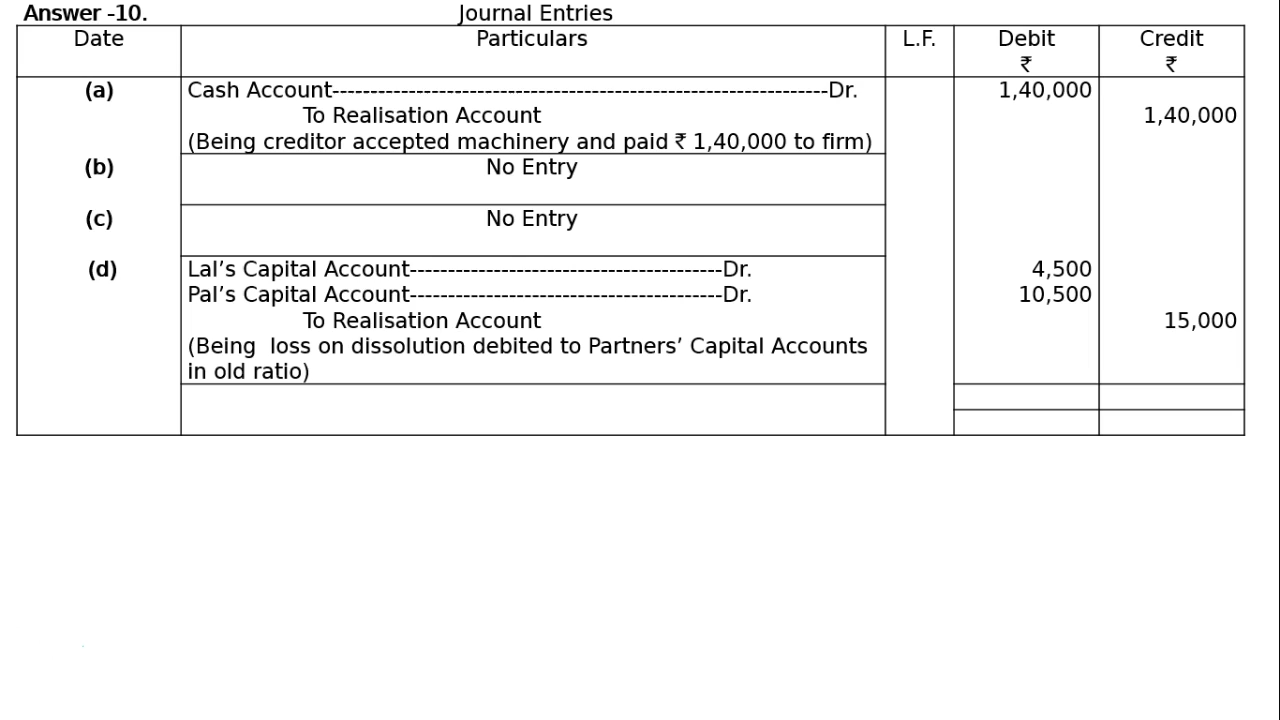 Answer -10. Journal Entries
Date Particulars L.F. Debit Credit
₹ ₹
(a) Cash Account-----------------------------------------------------------------Dr. 1,40,000
To Realisation Account 1,40,000
(Being creditor accepted machinery and paid ₹ 1,40,000 to firm)
(b) No Entry
(c) No Entry
(d) Lal’s Capital Account-----------------------------------------Dr. 4,500
Pal’s Capital Account-----------------------------------------Dr. 10,500
To Realisation Account 15,000
(Being  loss on dissolution debited to Partners’ Capital Accounts
in old ratio)